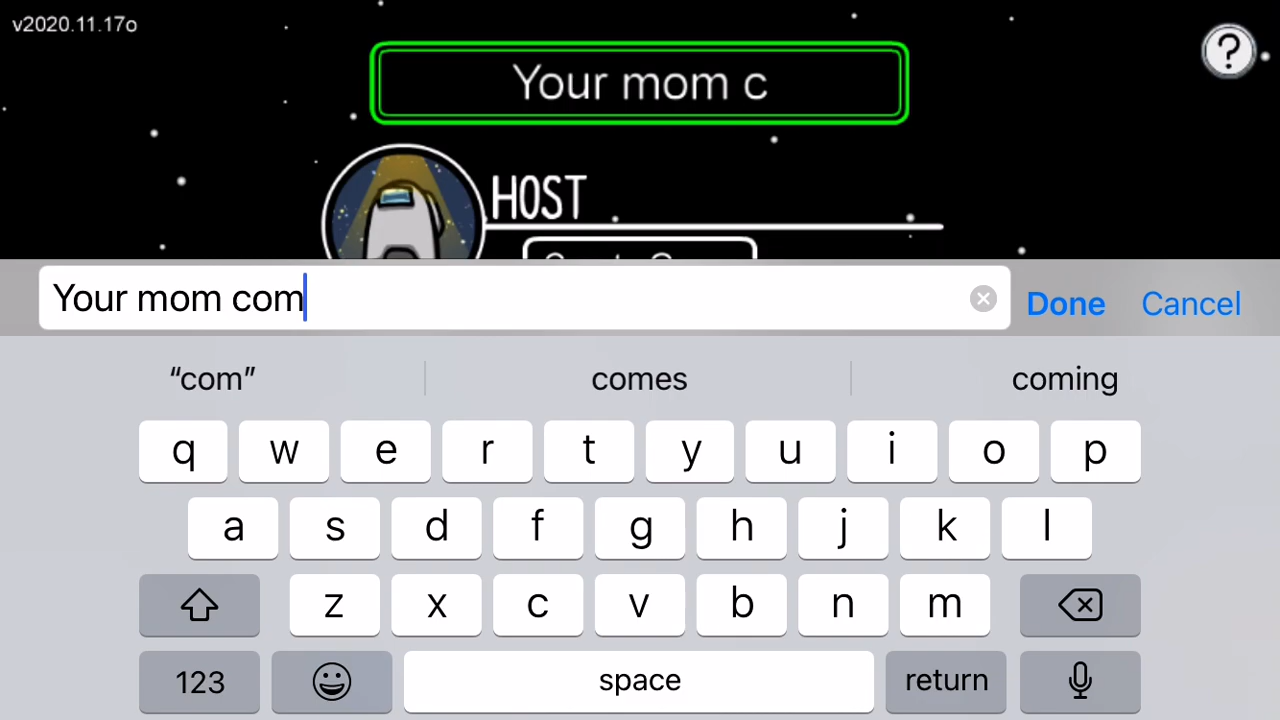 v2020.11.17o
?
Your mom c
HOST
Your mom com
Done
Cancel
“com”
comes
coming
q w e r t y u i o p
a s d f g h j k l
z x c v b n m
123
space
return